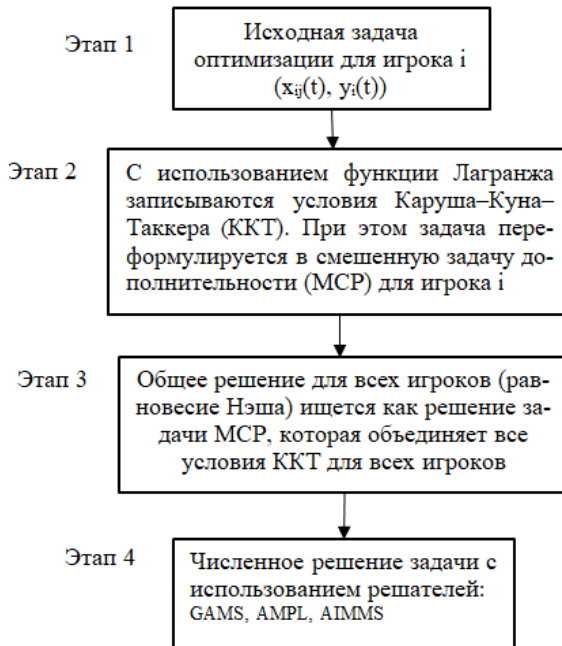 Этап 1
Исходная задача
оптимизации для игрока i
(xij(t), yi(t))
Этап 2
С использованием функции Лагранжа
записываются условия Каруша–Куна–
Таккера (ККТ). При этом задача пере-
формулируется в смешенную задачу до-
полнительности (MCP) для игрока i
Этап 3
Общее решение для всех игроков (рав-
новесие Нэша) ищется как решение за-
дачи MCP, которая объединяет все
условия ККТ для всех игроков
Этап 4
Численное решение задачи с
использованием решателей:
GAMS, AMPL, AIMMS